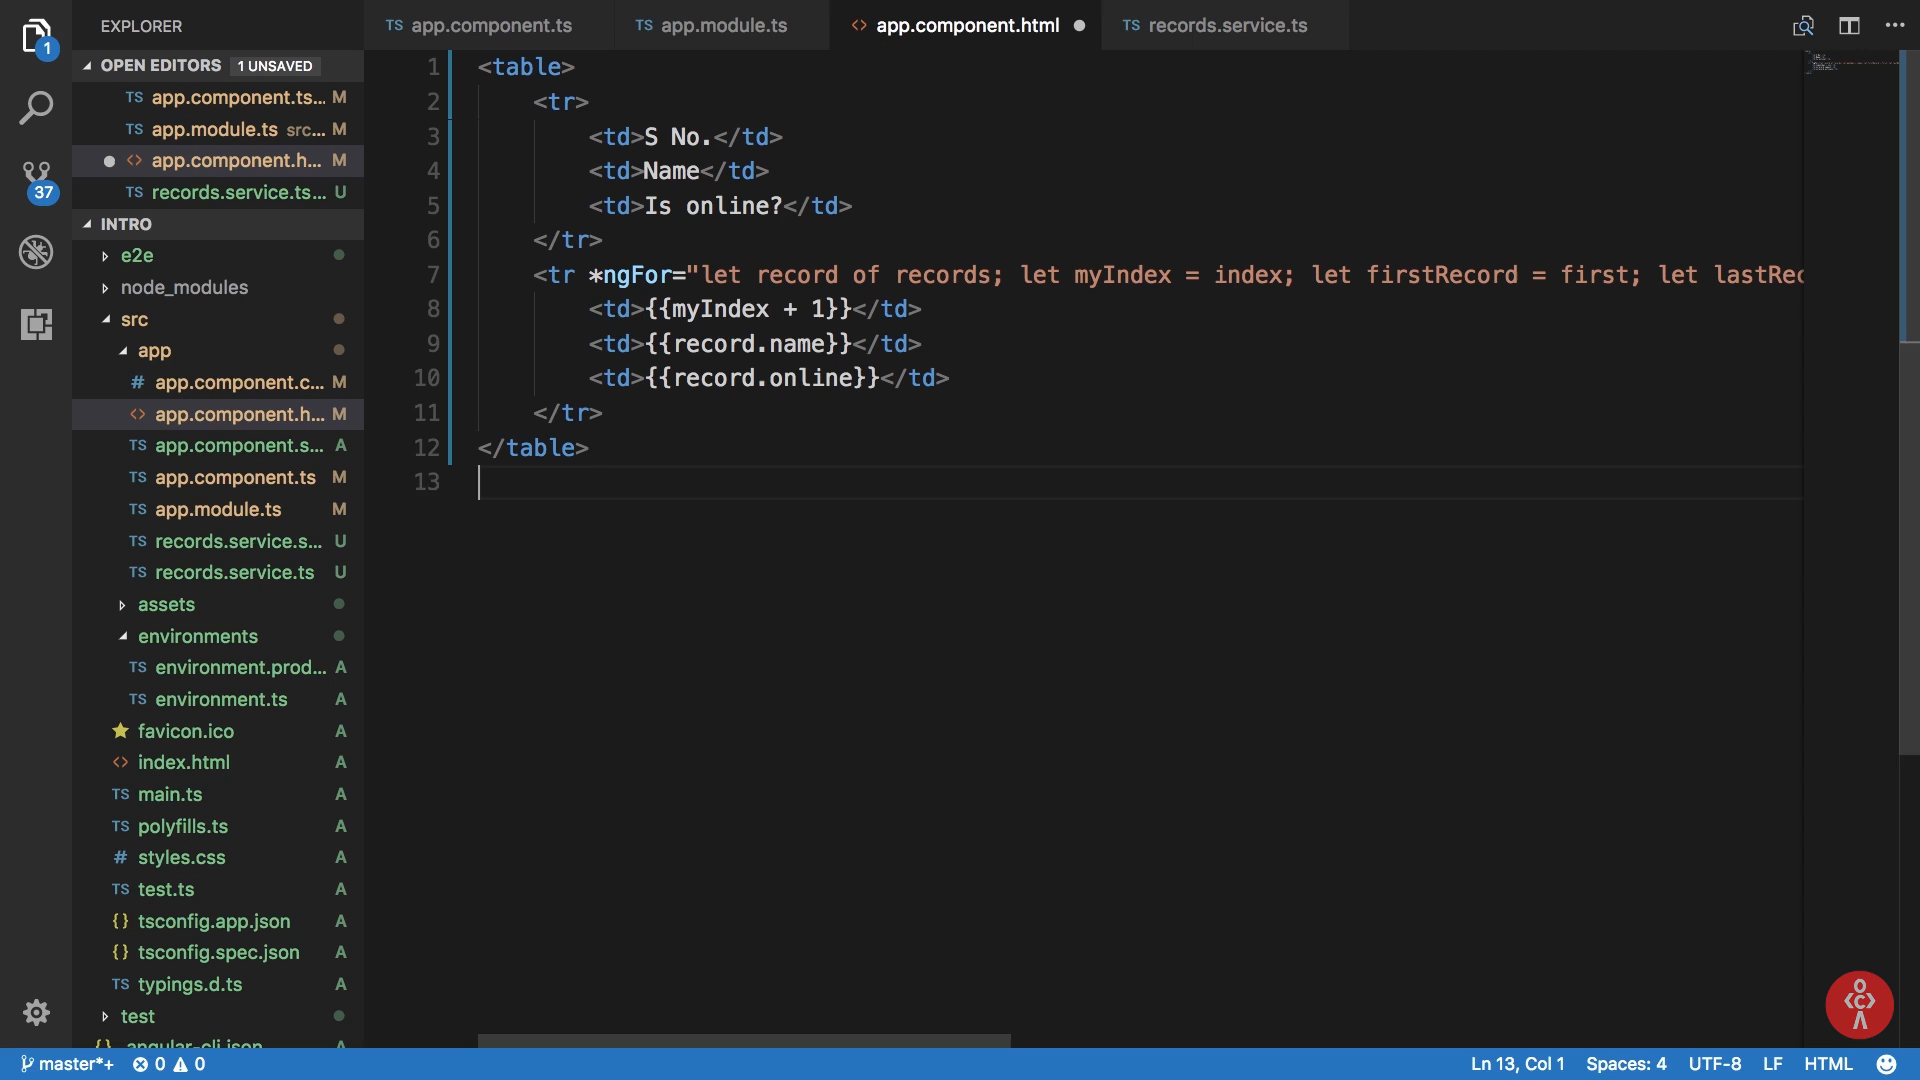 EXPLORER
OPEN EDITORS 1 UNSAVED
TS app.component.ts... M
TS app.module.ts src... M
<> app.component.h... M
TS records.service.ts... U
INTRO
e2e
node_modules
src
app
# app.component.c... M
<> app.component.h... M
TS app.component.s... A
TS app.component.ts M
TS app.module.ts M
TS records.service.s... U
TS records.service.ts U
assets
environments
TS environment.prod... A
TS environment.ts A
favicon.ico A
<> index.html A
TS main.ts A
TS polyfills.ts A
# styles.css A
TS test.ts A
{} tsconfig.app.json A
{} tsconfig.spec.json A
TS typings.d.ts A
test
{} angular-cli.json A
1
37
TS app.component.ts
TS app.module.ts
<> app.component.html
TS records.service.ts
1 <table>
2 <tr>
3 <td>S No.</td>
4 <td>Name</td>
5 <td>Is online?</td>
6 </tr>
7 <tr *ngFor="let record of records; let myIndex = index; let firstRecord = first; let lastRec
8 <td>{{myIndex + 1}}</td>
9 <td>{{record.name}}</td>
10 <td>{{record.online}}</td>
11 </tr>
12 </table>
13
master*+ 0 0
Ln 13, Col 1 Spaces: 4 UTF-8 LF HTML